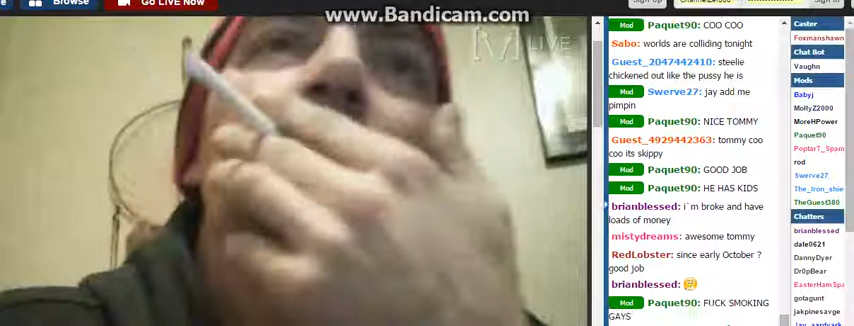 Browse
Go LIVE Now
www.Bandicam.com
Sign Up
Sign In
[V] LIVE
Mod Paquet90: COO COO
Sabo: worlds are colliding tonight
Guest_2047442410: steelie
chickened out like the pussy he is
Mod Swerve27: jay add me
pimpin
Mod Paquet90: NICE TOMMY
Guest_4929442363: tommy coo
coo its skippy
Mod Paquet90: GOOD JOB
Mod Paquet90: HE HAS KIDS
brianblessed: i`m broke and have
loads of money
mistydreams: awesome tommy
RedLobster: since early October ?
good job
brianblessed:
Mod Paquet90: FUCK SMOKING
GAYS
Caster
Foxmanshawn
Chat Bot
Vaughn
Mods
Babyj
MollyZ2000
MoreHPower
Paquet90
PoptarT_Spam
rod
Swerve27
The_Iron_shie
TheGuest380
Chatters
brianblessed
dale0621
DannyDyer
Dr0pBear
EasterHamSpa
gotagunt
jakpinesavge